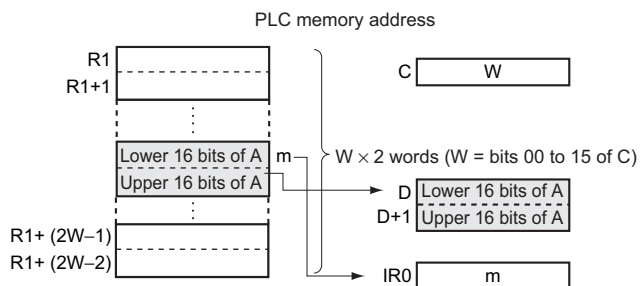 PLC memory address
R1
R1+1
C
W
Lower 16 bits of A
m
Upper 16 bits of A
W × 2 words (W = bits 00 to 15 of C)
D
Lower 16 bits of A
D+1
Upper 16 bits of A
R1+ (2W–1)
R1+ (2W–2)
IR0
m